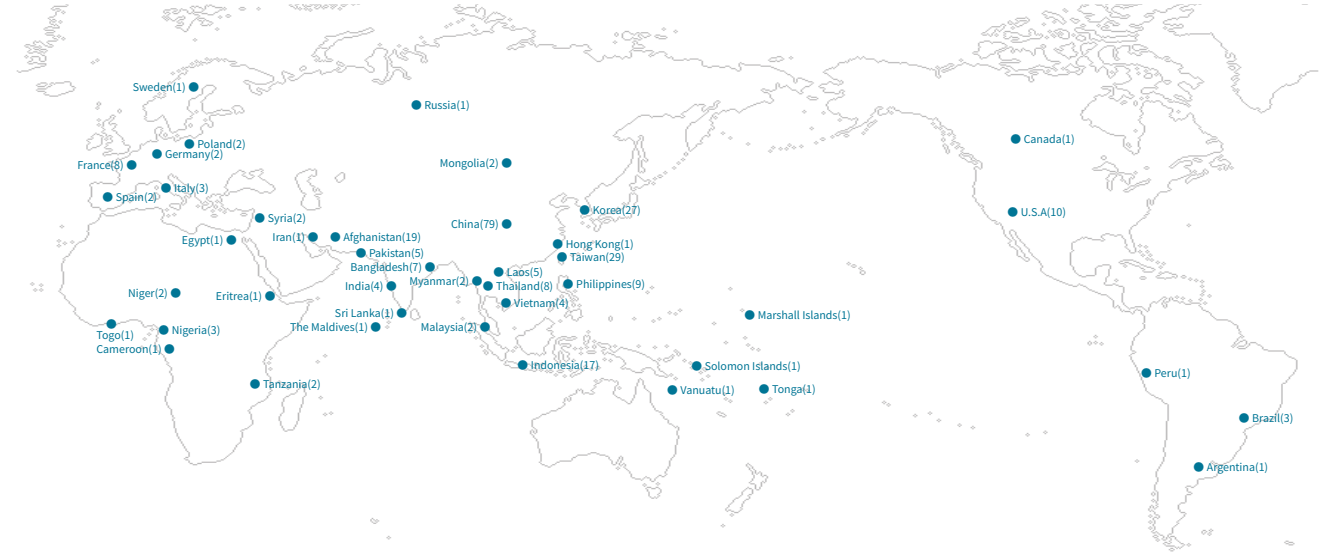 Sweden(1)
Russia(1)
Poland(2)
Germany(2)
France(8)
Italy(3)
Spain(2)
Canada(1)
Mongolia(2)
Korea(27)
U.S.A(10)
Syria(2)
China(79)
Egypt(1)
Iran(1)
Afghanistan(19)
Hong Kong(1)
Pakistan(5)
Taiwan(29)
Bangladesh(7)
Laos(5)
Myanmar(2)
Thailand(8)
Philippines(9)
India(4)
Niger(2)
Eritrea(1)
Vietnam(4)
Sri Lanka(1)
Marshall Islands(1)
The Maldives(1)
Malaysia(2)
Togo(1)
Nigeria(3)
Cameroon(1)
Indonesia(17)
Solomon Islands(1)
Peru(1)
Tanzania(2)
Vanuatu(1)
Tonga(1)
Brazil(3)
Argentina(1)